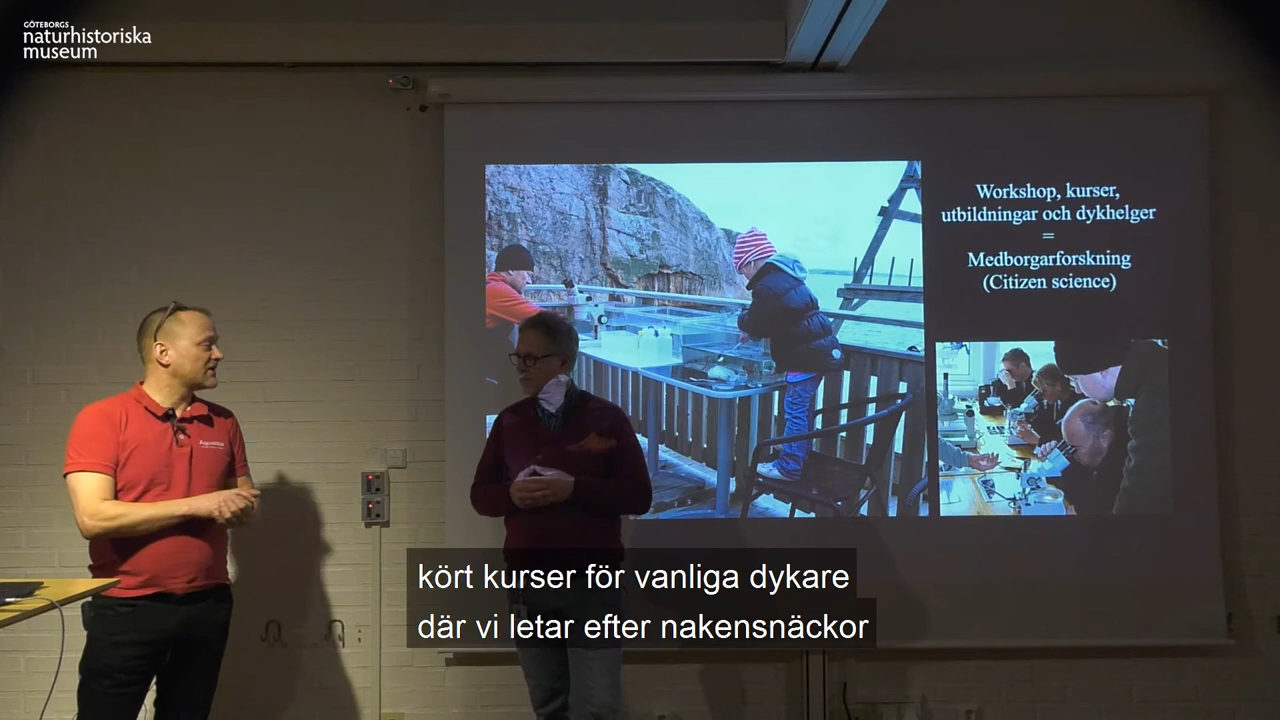 GÖTEBORGS
naturhistoriska
museum
Workshop, kurser,
utbildningar och dykhelger
=
Medborgarforskning
(Citizen science)
kört kurser för vanliga dykare
där vi letar efter nakensnäckor